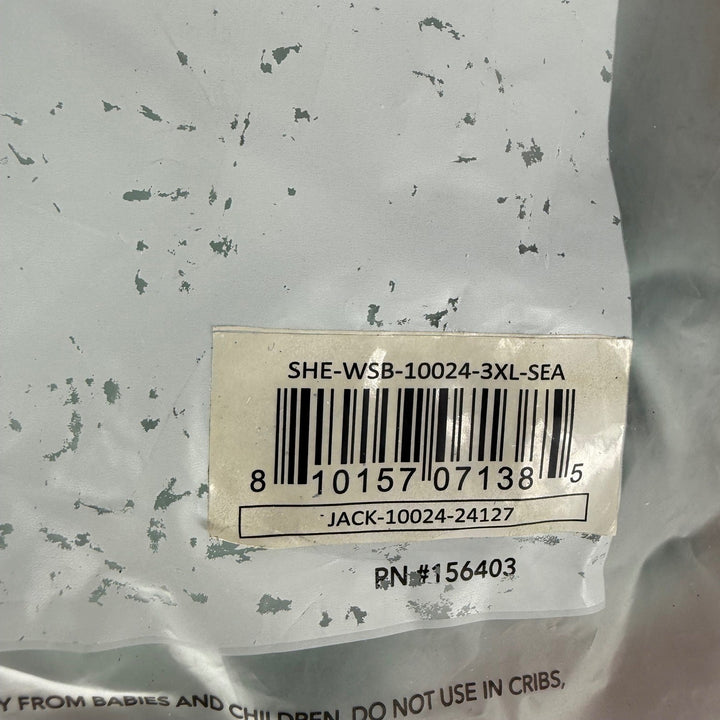 SHE-WSB-10024-3XL-SEA
8 10157 07138 5
JACK-10024-24127
PN #156403
FROM BABIES AND CHILDREN. DO NOT USE IN CRIBS,